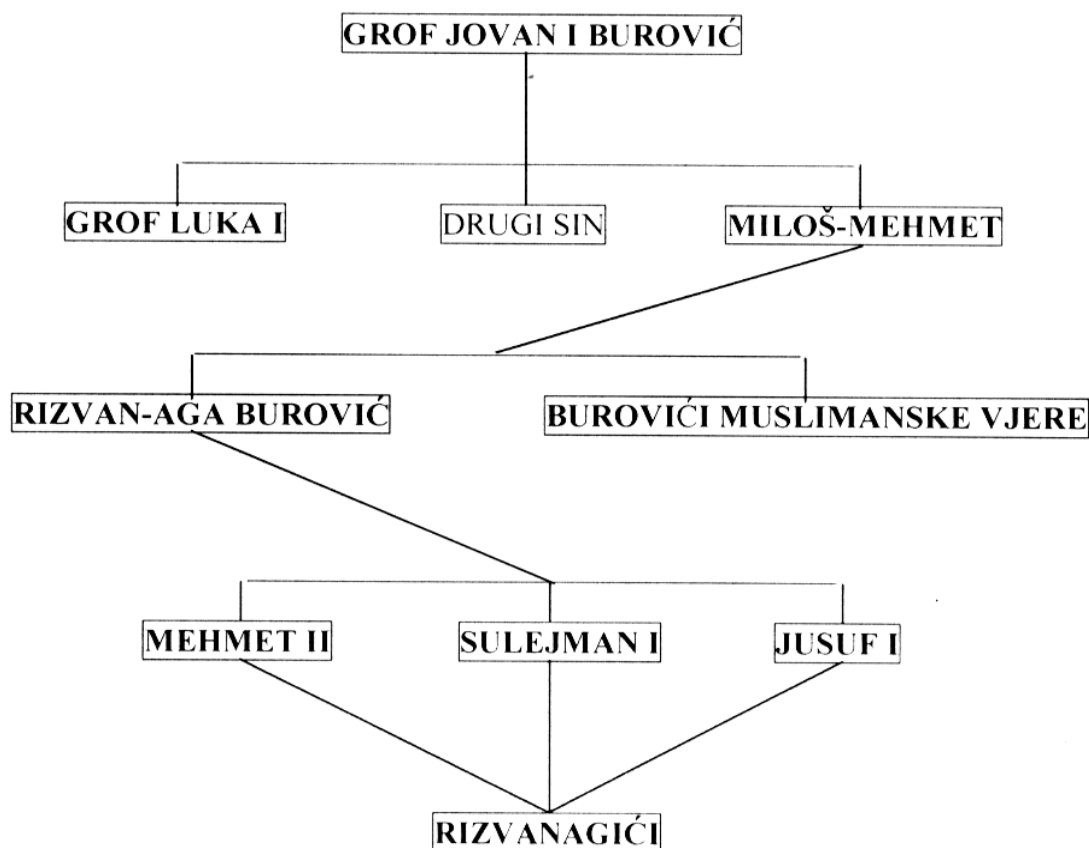 GROF JOVAN I BUROVIĆ
GROF LUKA I
DRUGI SIN
MILOŠ-MEHMET
RIZVAN-AGA BUROVIĆ
BUROVIĆI MUSLIMANSKE VJERE
MEHMET II
SULEJMAN I
JUSUF I
RIZVANAGIĆI